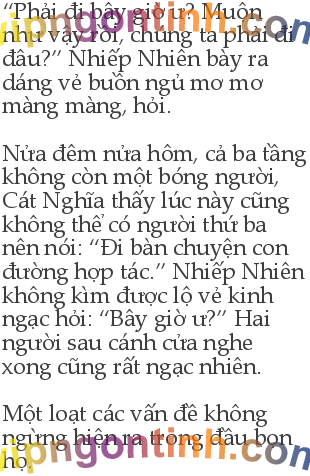 “Phải đi bây giờ ư? Muộn
như vậy rồi, chúng ta phải đi
đâu?” Nhiếp Nhiên bày ra
dáng vẻ buồn ngủ mơ mơ
màng màng, hỏi.
Nửa đêm nửa hôm, cả ba tầng
không còn một bóng người,
Cát Nghĩa thấy lúc này cũng
không thể có người thứ ba
nên nói: “Đi bàn chuyện con
đường hợp tác.” Nhiếp Nhiên
không kìm được lộ vẻ kinh
ngạc hỏi: “Bây giờ ư?” Hai
người sau cánh cửa nghe
xong cũng rất ngạc nhiên.
Một loạt các vấn đề không
ngừng hiện ra trong đầu bọn
họ.
vipngontinh.com
vipngontinh.com